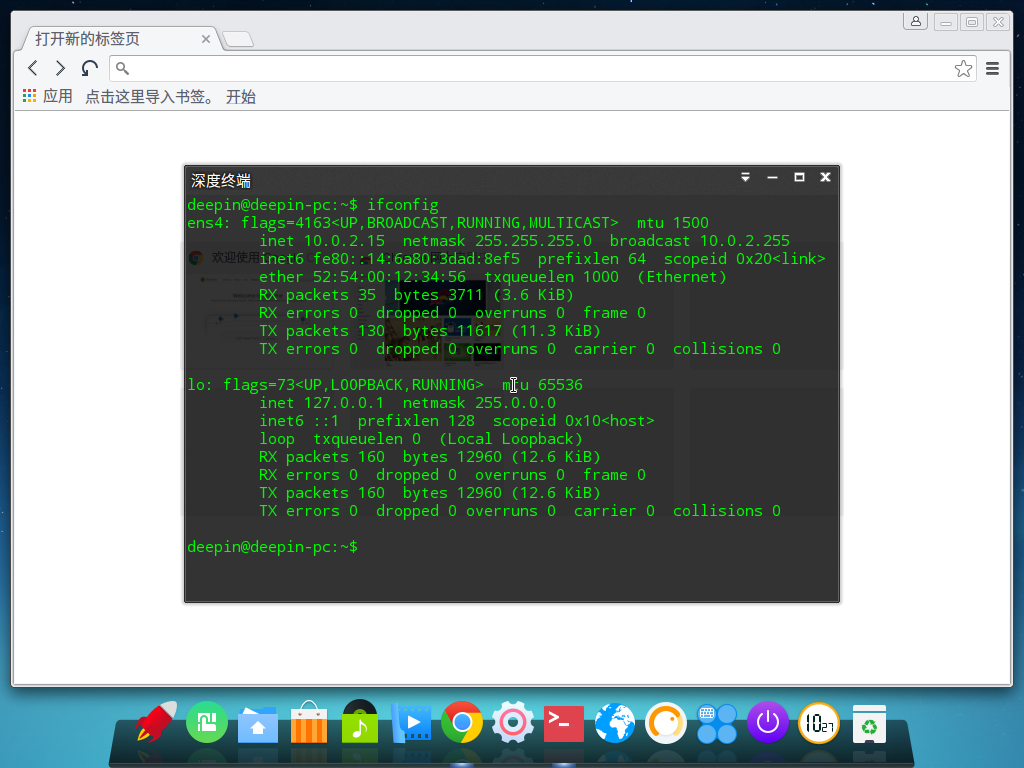 打开新的标签页
应用 点击这里导入书签。 开始
深度终端
deepin@deepin-pc:~$ ifconfig
ens4: flags=4163<UP,BROADCAST,RUNNING,MULTICAST>  mtu 1500
        inet 10.0.2.15  netmask 255.255.255.0  broadcast 10.0.2.255
        inet6 fe80::14:6a80:3dad:8ef5  prefixlen 64  scopeid 0x20<link>
        ether 52:54:00:12:34:56  txqueuelen 1000  (Ethernet)
        RX packets 35  bytes 3711 (3.6 KiB)
        RX errors 0  dropped 0  overruns 0  frame 0
        TX packets 130  bytes 11617 (11.3 KiB)
        TX errors 0  dropped 0 overruns 0  carrier 0  collisions 0
lo: flags=73<UP,LOOPBACK,RUNNING>  mtu 65536
        inet 127.0.0.1  netmask 255.0.0.0
        inet6 ::1  prefixlen 128  scopeid 0x10<host>
        loop  txqueuelen 0  (Local Loopback)
        RX packets 160  bytes 12960 (12.6 KiB)
        RX errors 0  dropped 0  overruns 0  frame 0
        TX packets 160  bytes 12960 (12.6 KiB)
        TX errors 0  dropped 0 overruns 0  carrier 0  collisions 0
deepin@deepin-pc:~$
欢迎使用
10:27